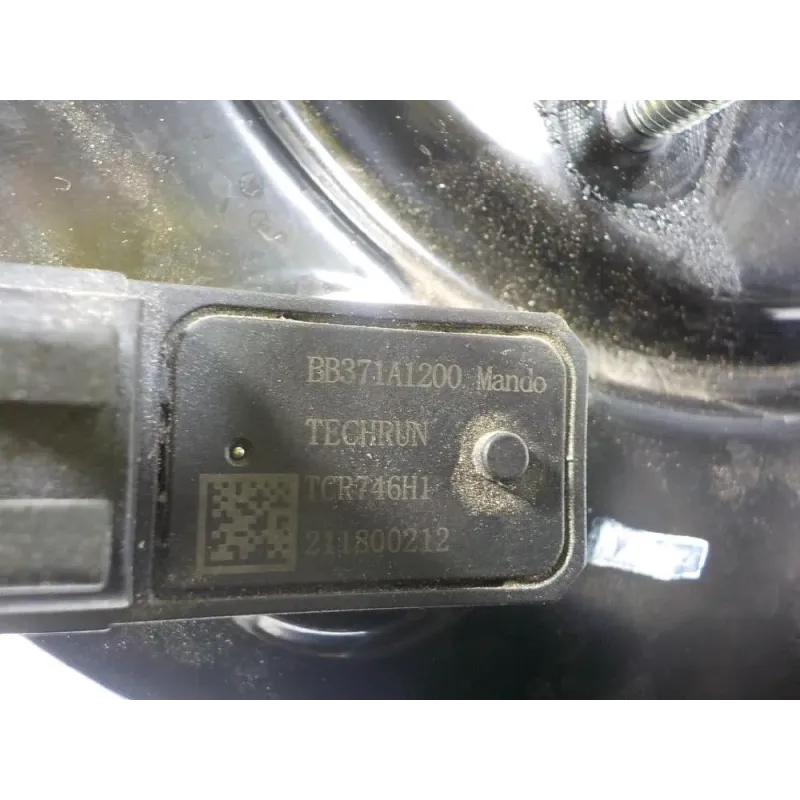 BB371A1200 Mando
TECHRUN
TCR746H1
211800212